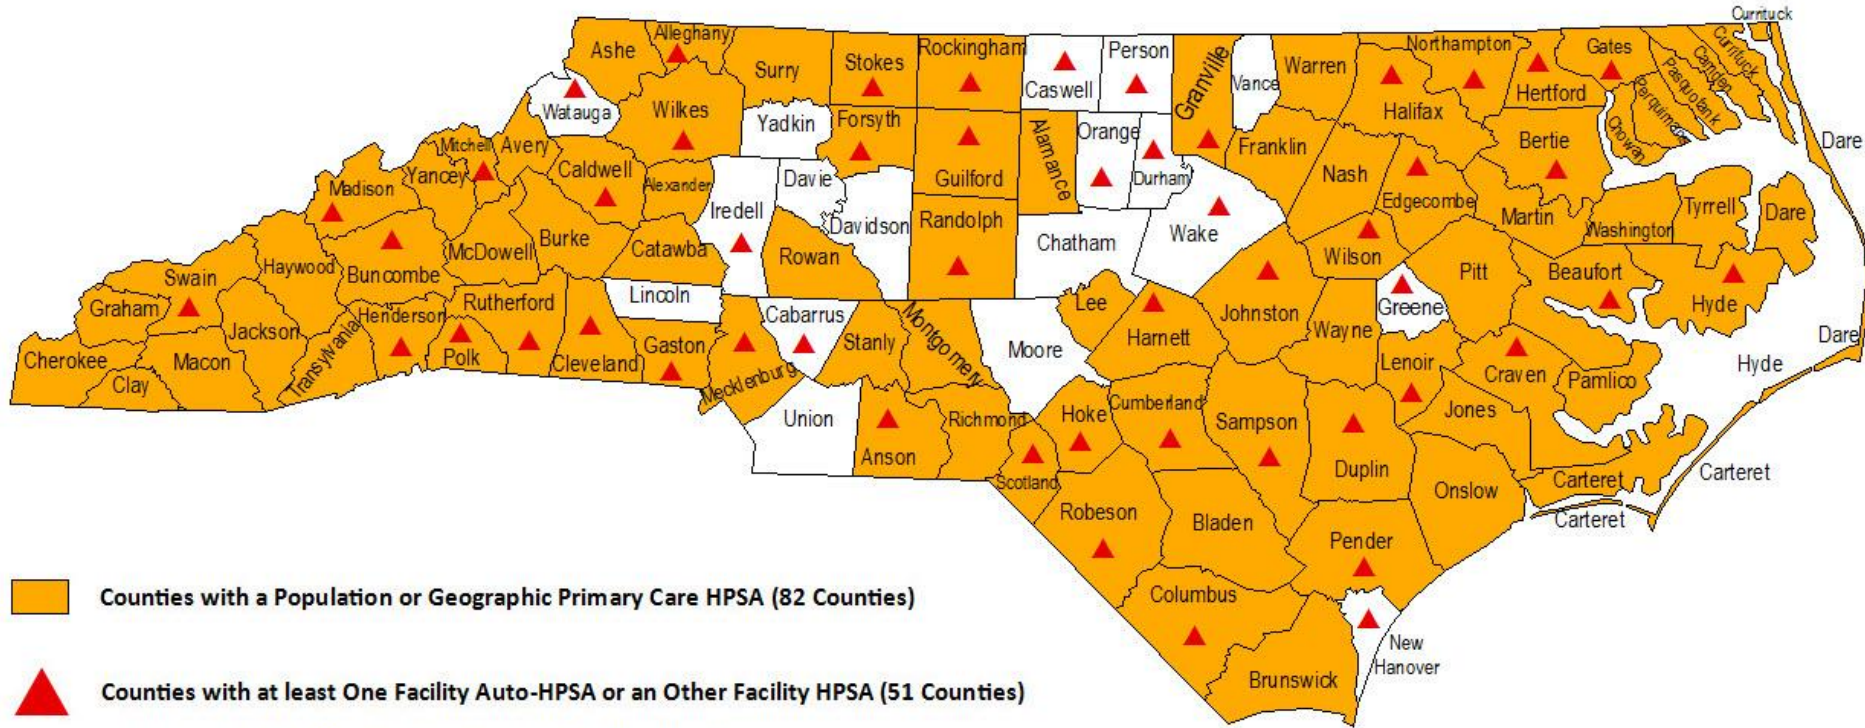 Currituck
Ashe
Alleghany
Surry
Stokes
Rockingham
Caswell
Person
Granville
Vance
Warren
Northampton
Gates
Currituck
Camden
Pasquotank
Perquimans
Chowan
Halifax
Hertford
Watauga
Wilkes
Yadkin
Forsyth
Guilford
Alamance
Orange
Durham
Franklin
Nash
Edgecombe
Bertie
Dare
Mitchell
Avery
Caldwell
Alexander
Iredell
Davie
Davidson
Randolph
Chatham
Wake
Wilson
Martin
Washington
Tyrrell
Dare
Madison
Yancey
McDowell
Burke
Catawba
Rowan
Swain
Haywood
Buncombe
Graham
Jackson
Henderson
Rutherford
Lincoln
Cabarrus
Stanly
Montgomery
Moore
Lee
Harnett
Johnston
Wayne
Greene
Pitt
Beaufort
Hyde
Dare
Hyde
Cherokee
Clay
Macon
Transylvania
Polk
Cleveland
Gaston
Mecklenburg
Union
Anson
Richmond
Hoke
Cumberland
Sampson
Duplin
Lenoir
Craven
Pamlico
Jones
Scotland
Robeson
Bladen
Onslow
Carteret
Carteret
Carteret
Pender
Columbus
Brunswick
New
Hanover
Counties with a Population or Geographic Primary Care HPSA (82 Counties)
Counties with at least One Facility Auto-HPSA or an Other Facility HPSA (51 Counties)